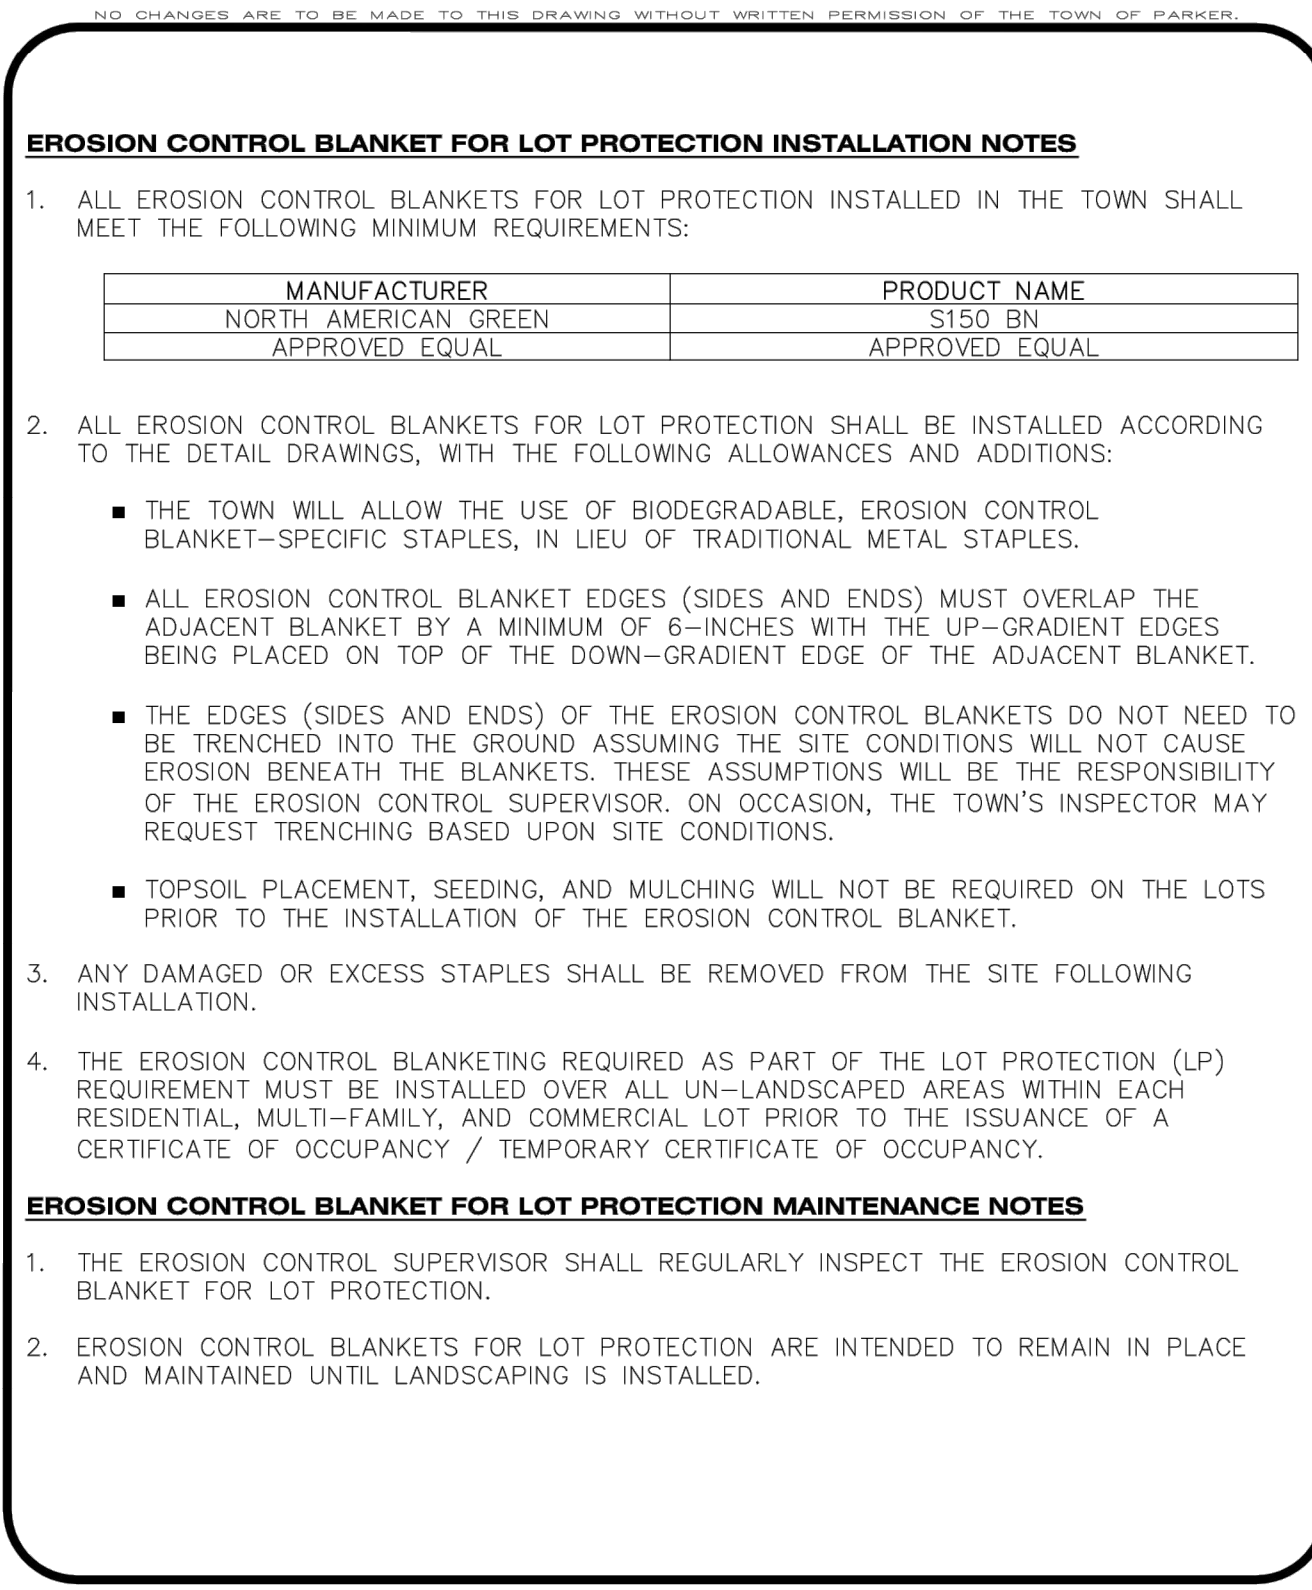 NO CHANGES ARE TO BE MADE TO THIS DRAWING WITHOUT WRITTEN PERMISSION OF THE TOWN OF PARKER.
EROSION CONTROL BLANKET FOR LOT PROTECTION INSTALLATION NOTES
1. ALL EROSION CONTROL BLANKETS FOR LOT PROTECTION INSTALLED IN THE TOWN SHALL
MEET THE FOLLOWING MINIMUM REQUIREMENTS:
MANUFACTURER PRODUCT NAME
NORTH AMERICAN GREEN S150 BN
APPROVED EQUAL APPROVED EQUAL
2. ALL EROSION CONTROL BLANKETS FOR LOT PROTECTION SHALL BE INSTALLED ACCORDING
TO THE DETAIL DRAWINGS, WITH THE FOLLOWING ALLOWANCES AND ADDITIONS:
■ THE TOWN WILL ALLOW THE USE OF BIODEGRADABLE, EROSION CONTROL
BLANKET-SPECIFIC STAPLES, IN LIEU OF TRADITIONAL METAL STAPLES.
■ ALL EROSION CONTROL BLANKET EDGES (SIDES AND ENDS) MUST OVERLAP THE
ADJACENT BLANKET BY A MINIMUM OF 6-INCHES WITH THE UP-GRADIENT EDGES
BEING PLACED ON TOP OF THE DOWN-GRADIENT EDGE OF THE ADJACENT BLANKET.
■ THE EDGES (SIDES AND ENDS) OF THE EROSION CONTROL BLANKETS DO NOT NEED TO
BE TRENCHED INTO THE GROUND ASSUMING THE SITE CONDITIONS WILL NOT CAUSE
EROSION BENEATH THE BLANKETS. THESE ASSUMPTIONS WILL BE THE RESPONSIBILITY
OF THE EROSION CONTROL SUPERVISOR. ON OCCASION, THE TOWN'S INSPECTOR MAY
REQUEST TRENCHING BASED UPON SITE CONDITIONS.
■ TOPSOIL PLACEMENT, SEEDING, AND MULCHING WILL NOT BE REQUIRED ON THE LOTS
PRIOR TO THE INSTALLATION OF THE EROSION CONTROL BLANKET.
3. ANY DAMAGED OR EXCESS STAPLES SHALL BE REMOVED FROM THE SITE FOLLOWING
INSTALLATION.
4. THE EROSION CONTROL BLANKETING REQUIRED AS PART OF THE LOT PROTECTION (LP)
REQUIREMENT MUST BE INSTALLED OVER ALL UN-LANDSCAPED AREAS WITHIN EACH
RESIDENTIAL, MULTI-FAMILY, AND COMMERCIAL LOT PRIOR TO THE ISSUANCE OF A
CERTIFICATE OF OCCUPANCY / TEMPORARY CERTIFICATE OF OCCUPANCY.
EROSION CONTROL BLANKET FOR LOT PROTECTION MAINTENANCE NOTES
1. THE EROSION CONTROL SUPERVISOR SHALL REGULARLY INSPECT THE EROSION CONTROL
BLANKET FOR LOT PROTECTION.
2. EROSION CONTROL BLANKETS FOR LOT PROTECTION ARE INTENDED TO REMAIN IN PLACE
AND MAINTAINED UNTIL LANDSCAPING IS INSTALLED.